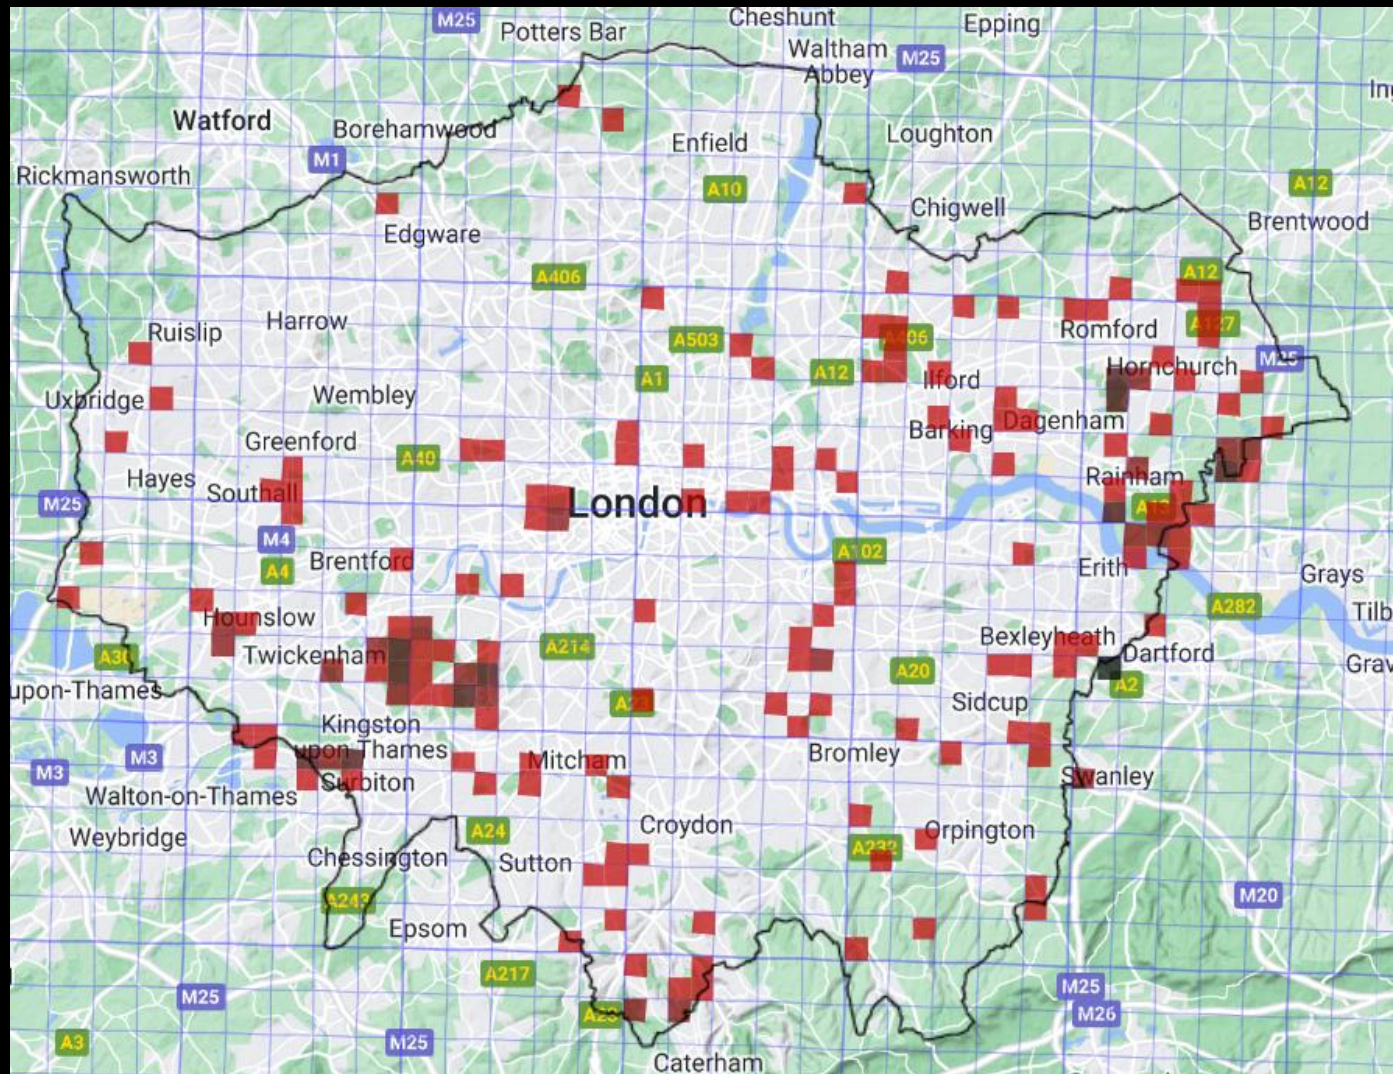 M25
Cheshunt
Epping
Potters Bar
Waltham
Abbey
M25
Watford
Borehamwood
Enfield
Loughton
M1
Rickmansworth
A10
A12
Chigwell
Brentwood
Edgware
A406
A12
Ruislip
Harrow
A503
A406
Romford
A127
Hornchurch
M25
Uxbridge
Wembley
A1
A12
Ilford
Greenford
A40
Barking
Dagenham
Hayes
Southall
London
Rainham
M25
A13
M4
A4
Brentford
A102
Erith
Grays
Hounslow
A282
Twickenham
A214
Bexleyheath
Dartford
A30
A20
A2
upon-Thames
Sidcup
Kingston
upon Thames
Mitcham
Bromley
M3
M3
Surbiton
Swanley
Walton-on-Thames
Weybridge
A24
Croydon
A232
Orpington
Chessington
Sutton
A243
M20
Epsom
A217
M25
M25
M26
A23
A3
M25
Caterham